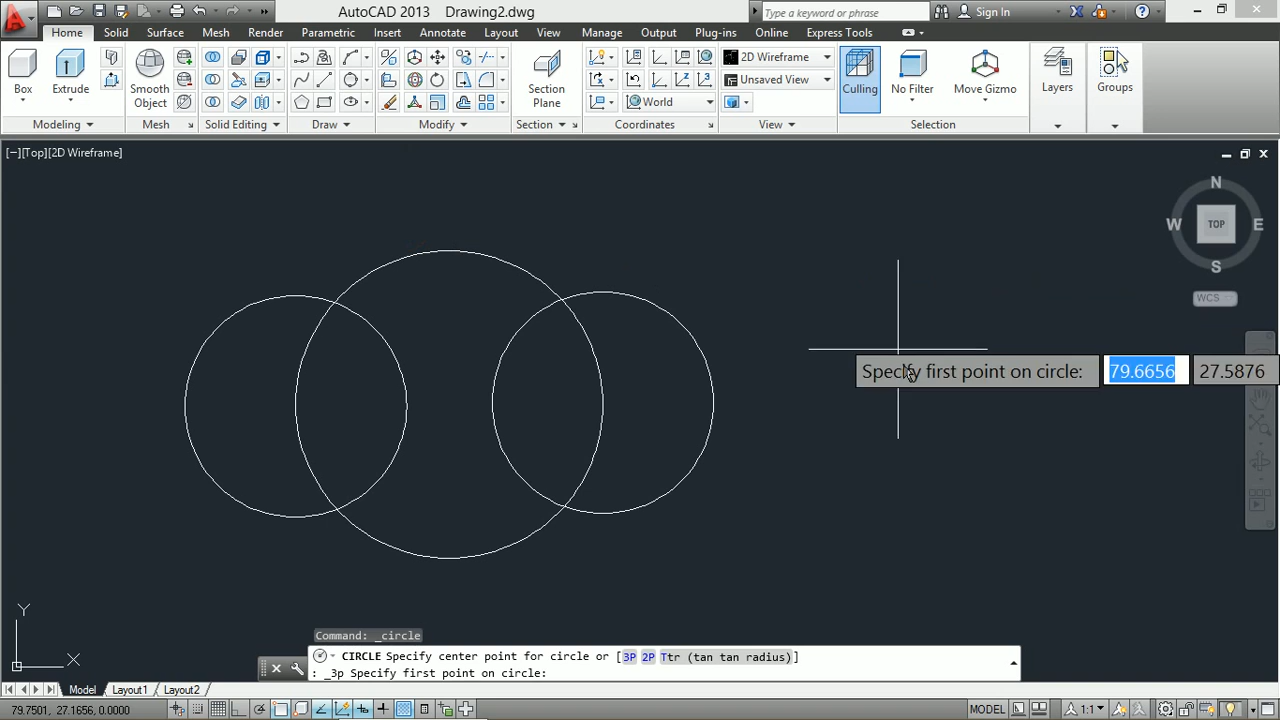 AutoCAD 2013 Drawing2.dwg
Type a keyword or phrase
Sign In
Home Solid Surface Mesh Render Parametric Insert Annotate Layout View Manage Output Plug-ins Online Express Tools
Box
Extrude
Smooth
Object
Section
Plane
World
2D Wireframe
Unsaved View
Culling
No Filter
Move Gizmo
Layers
Groups
Modeling Mesh Solid Editing Draw Modify Section Coordinates View Selection
[−][Top][2D Wireframe]
N
W TOP E
S
WCS
Specify first point on circle: 79.6656 27.5876
Y
X
Command: _circle
CIRCLE Specify center point for circle or [3P 2P Ttr (tan tan radius)]
: _3p Specify first point on circle:
Model Layout1 Layout2
79.7501, 27.1656, 0.0000
MODEL
1:1